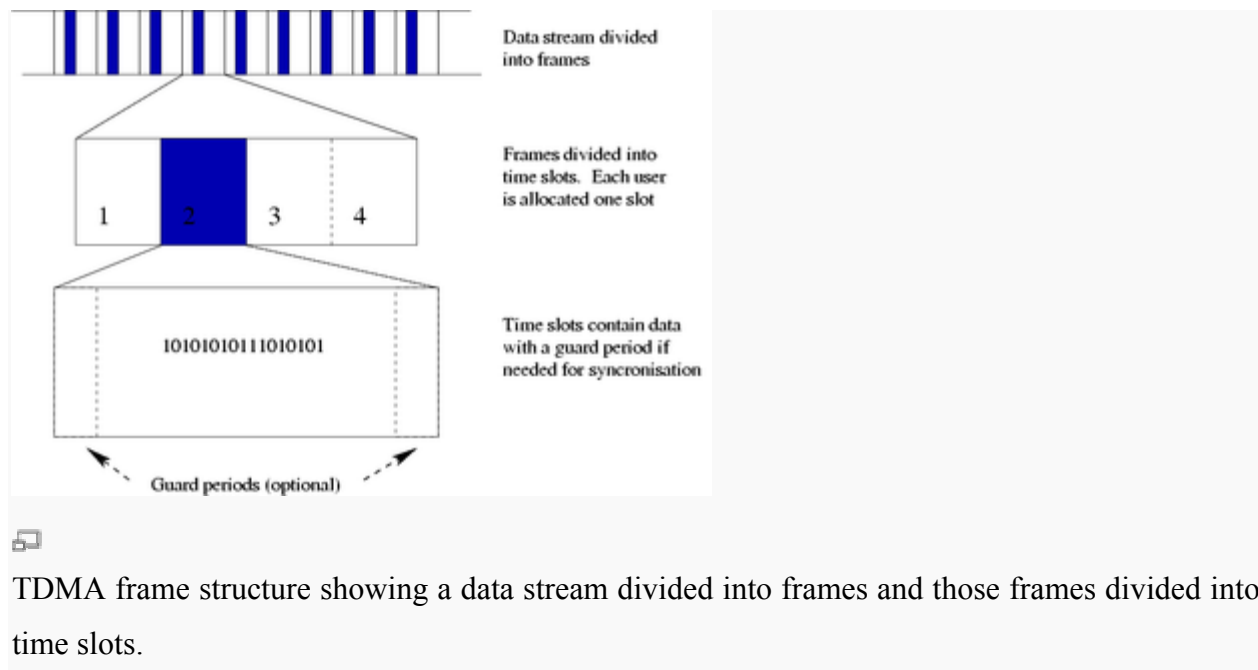 Data stream divided
into frames
Frames divided into
time slots. Each user
is allocated one slot
1 2 3 4
Time slots contain data
with a guard period if
needed for syncronisation
10101010111010101
Guard periods (optional)
TDMA frame structure showing a data stream divided into frames and those frames divided into
time slots.